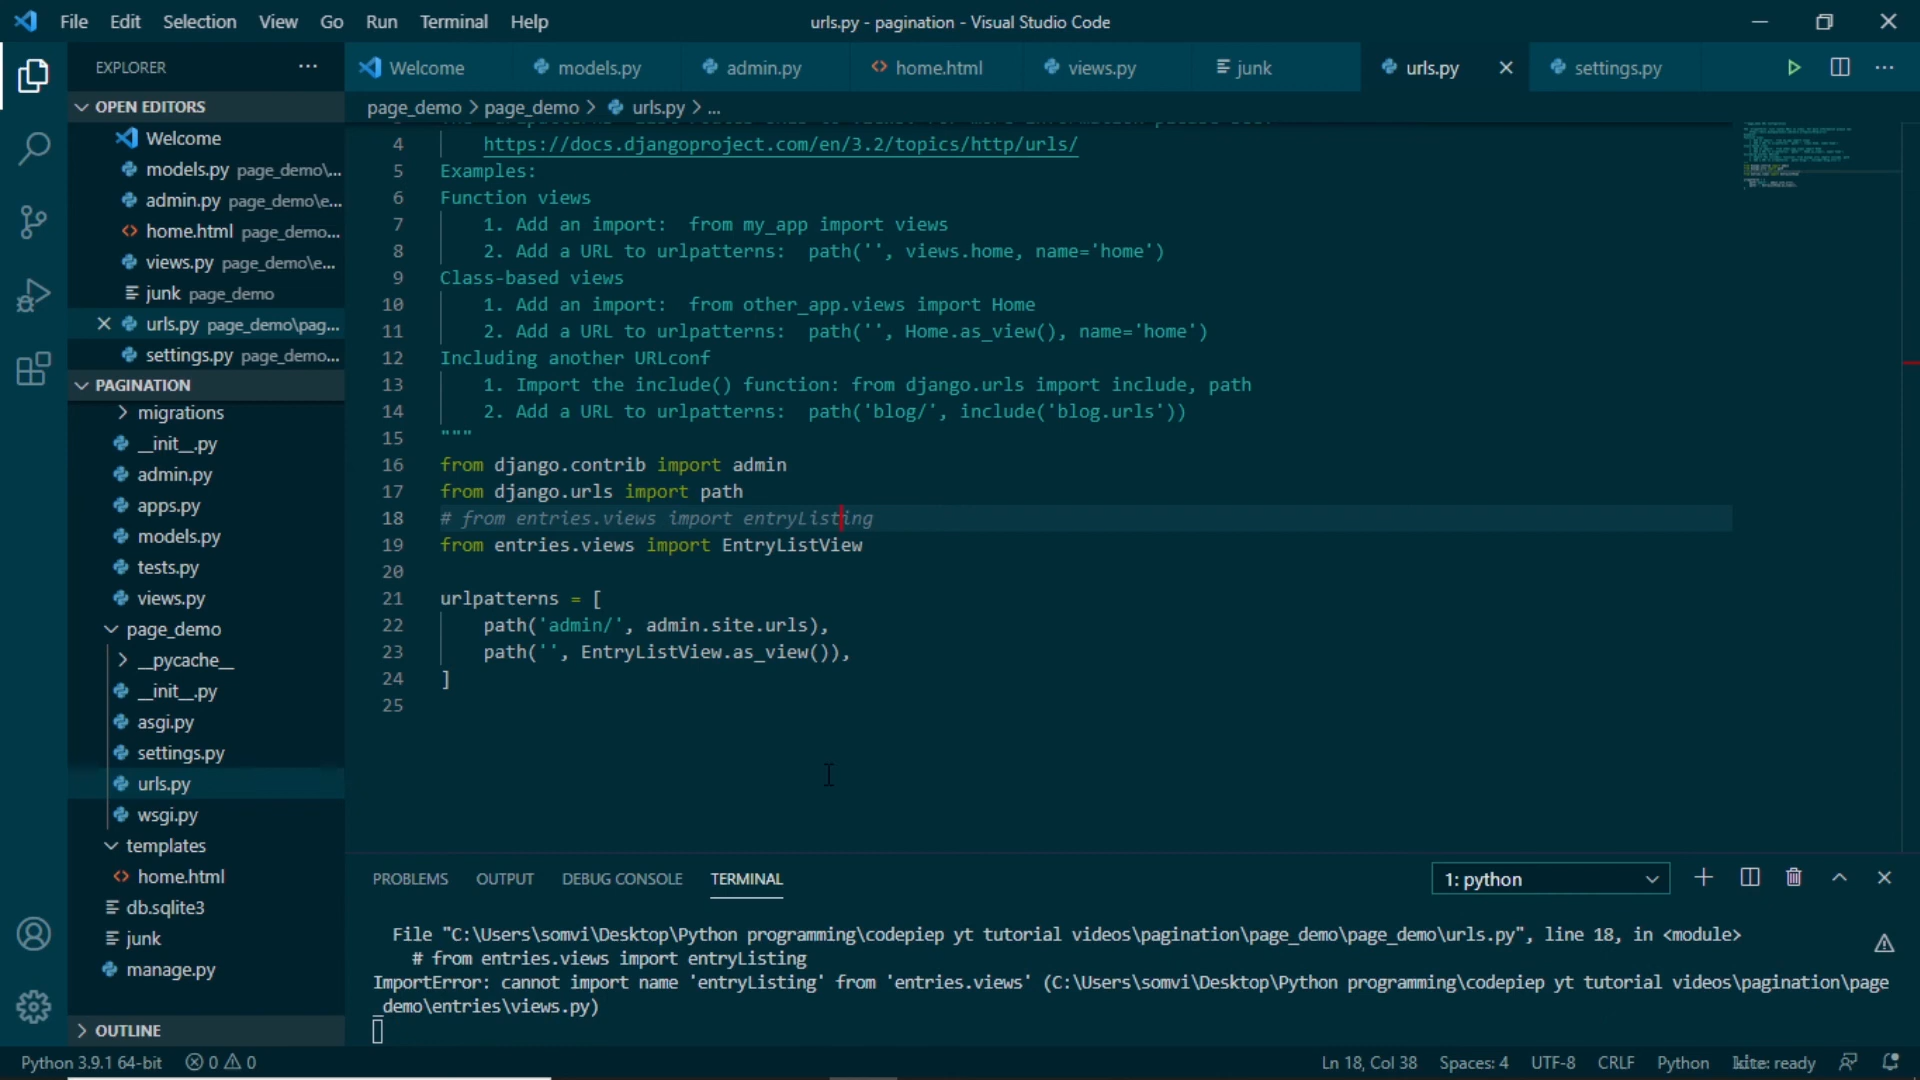 File Edit Selection View Go Run Terminal Help
urls.py - pagination - Visual Studio Code
EXPLORER
Welcome models.py admin.py home.html views.py junk urls.py settings.py
OPEN EDITORS
Welcome
models.py page_demo\...
admin.py page_demo\e...
home.html page_demo...
views.py page_demo\e...
junk page_demo
urls.py page_demo\pag...
settings.py page_demo...
PAGINATION
migrations
__init__.py
admin.py
apps.py
models.py
tests.py
views.py
page_demo
__pycache__
__init__.py
asgi.py
settings.py
urls.py
wsgi.py
templates
home.html
db.sqlite3
junk
manage.py
OUTLINE
page_demo > page_demo > urls.py > ...
4 https://docs.djangoproject.com/en/3.2/topics/http/urls/
5 Examples:
6 Function views
7 1. Add an import:  from my_app import views
8 2. Add a URL to urlpatterns:  path('', views.home, name='home')
9 Class-based views
10 1. Add an import:  from other_app.views import Home
11 2. Add a URL to urlpatterns:  path('', Home.as_view(), name='home')
12 Including another URLconf
13 1. Import the include() function: from django.urls import include, path
14 2. Add a URL to urlpatterns:  path('blog/', include('blog.urls'))
15 """
16 from django.contrib import admin
17 from django.urls import path
18 # from entries.views import entryListing
19 from entries.views import EntryListView
20
21 urlpatterns = [
22 path('admin/', admin.site.urls),
23 path('', EntryListView.as_view()),
24 ]
25
PROBLEMS OUTPUT DEBUG CONSOLE TERMINAL
1: python
File "C:\Users\somvi\Desktop\Python programming\codepiep yt tutorial videos\pagination\page_demo\page_demo\urls.py", line 18, in <module>
# from entries.views import entryListing
ImportError: cannot import name 'entryListing' from 'entries.views' (C:\Users\somvi\Desktop\Python programming\codepiep yt tutorial videos\pagination\page
_demo\entries\views.py)
Python 3.9.1 64-bit 0 0
Ln 18, Col 38 Spaces: 4 UTF-8 CRLF Python kite: ready